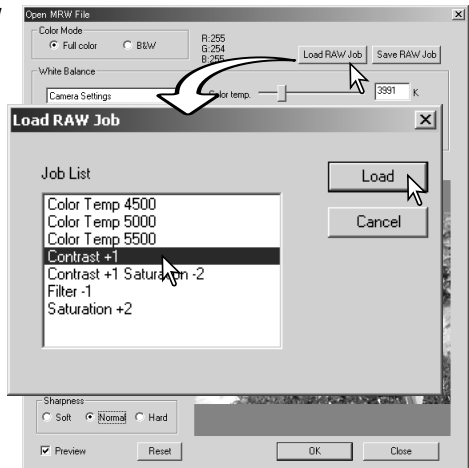 Open MRW File
Color Mode
Full color B&W
R:255
G:254
B:255
Load RAW Job Save RAW Job
White Balance
Camera Settings
Color temp. 3991 K
Load RAW Job
Job List
Load
Cancel
Color Temp 4500
Color Temp 5000
Color Temp 5500
Contrast +1
Contrast +1 Saturation -2
Filter -1
Saturation +2
Sharpness
Soft Normal Hard
Preview Reset OK Close